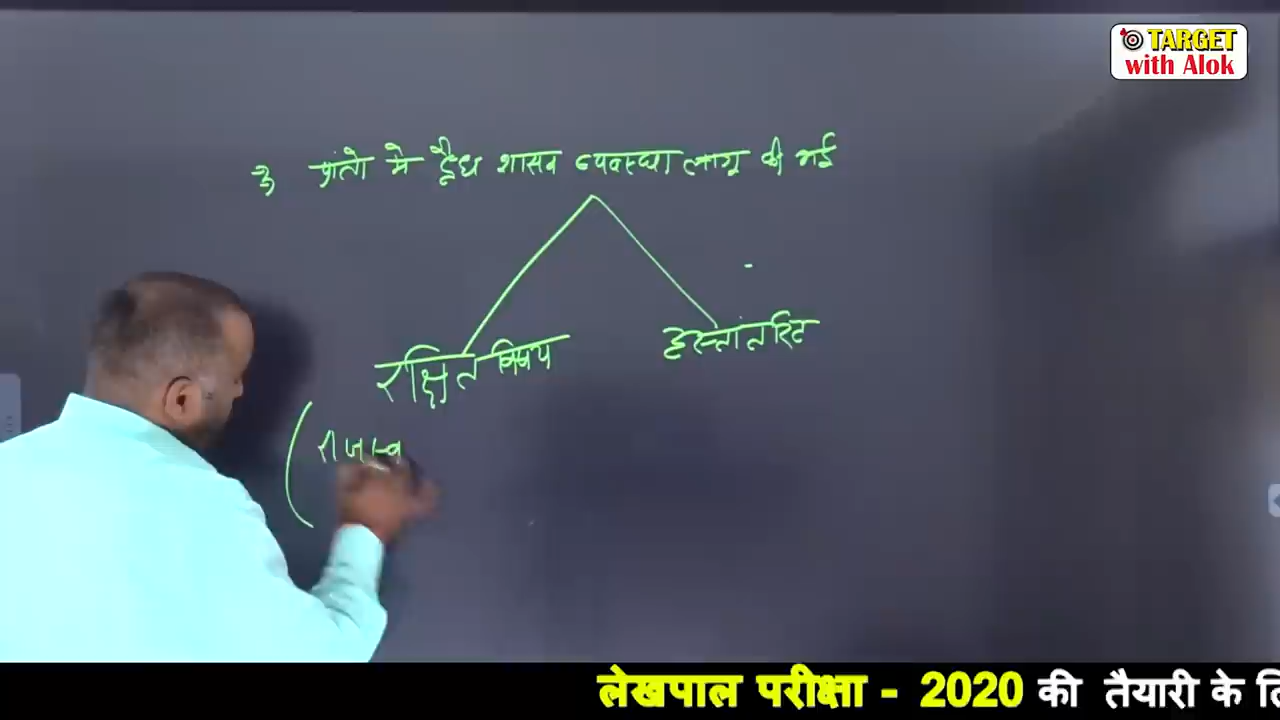 TARGET
with Alok
3 प्रांतो मे द्वैध शासन व्यवस्था लागू की गई
रक्षित विषय
हस्तांतरित
(राजस्व
लेखपाल परीक्षा - 2020 की तैयारी के लि